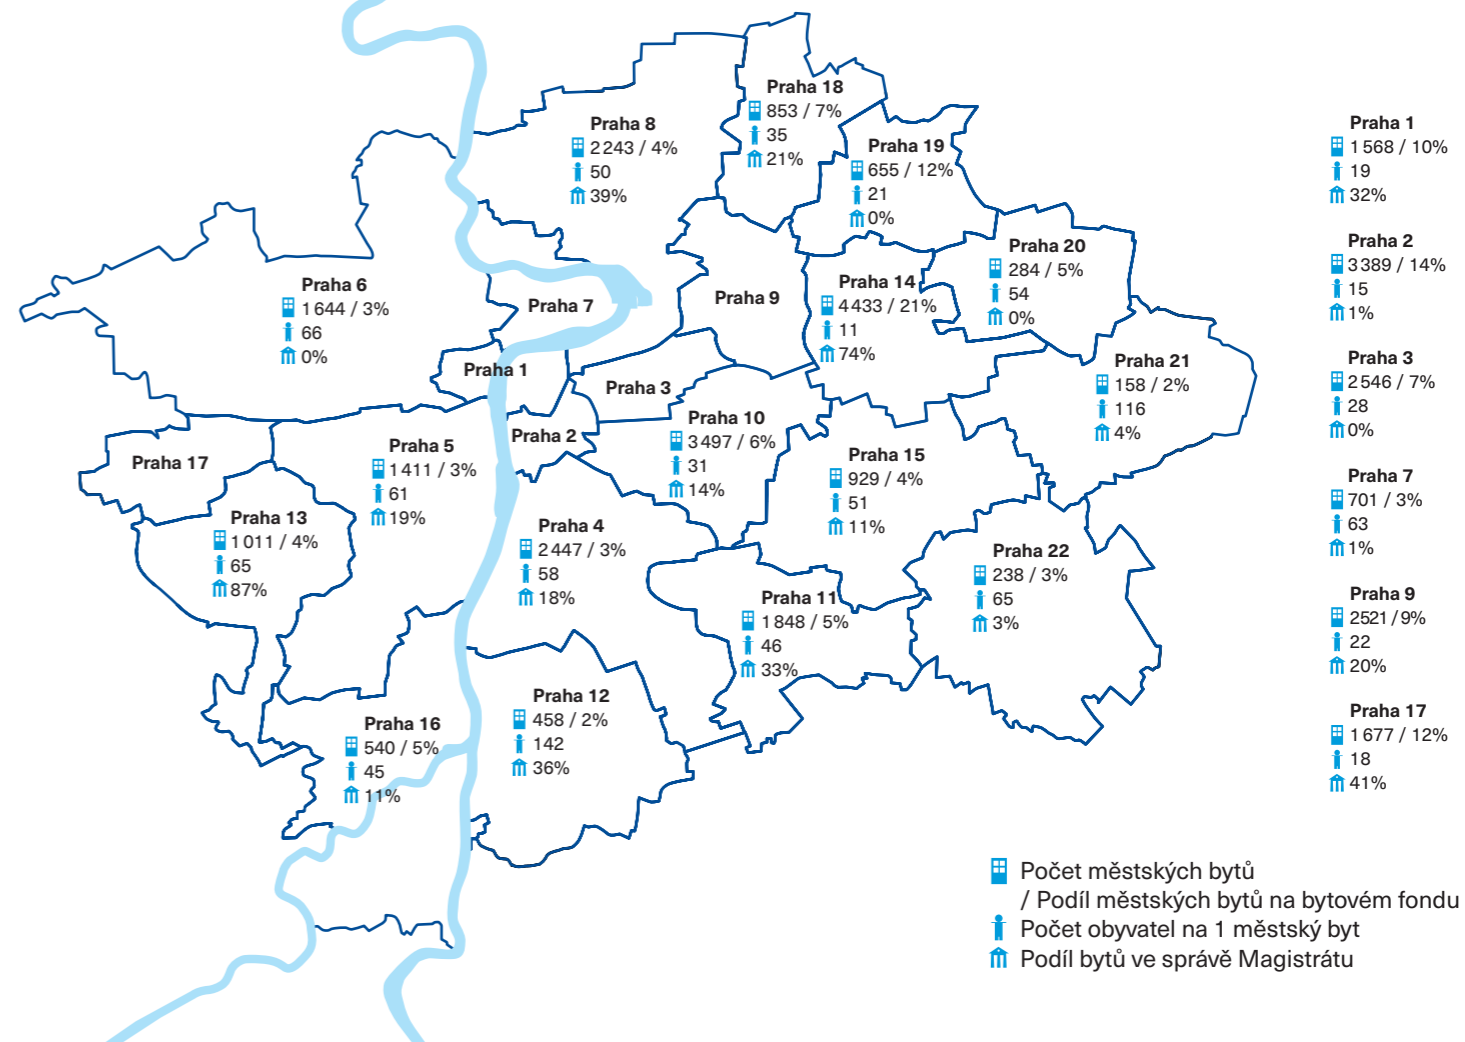 Praha 18
853 / 7%
35
21%
Praha 8
2 243 / 4%
50
39%
Praha 19
655 / 12%
21
0%
Praha 20
284 / 5%
54
0%
Praha 6
1 644 / 3%
66
0%
Praha 7
Praha 9
Praha 14
4 433 / 21%
11
74%
Praha 1
Praha 3
Praha 21
158 / 2%
116
4%
Praha 10
3 497 / 6%
31
14%
Praha 2
Praha 17
Praha 5
1 411 / 3%
61
19%
Praha 15
929 / 4%
51
11%
Praha 13
1 011 / 4%
65
87%
Praha 4
2 447 / 3%
58
18%
Praha 22
238 / 3%
65
3%
Praha 11
1 848 / 5%
46
33%
Praha 12
458 / 2%
142
36%
Praha 16
540 / 5%
45
11%
Praha 1
1 568 / 10%
19
32%
Praha 2
3 389 / 14%
15
1%
Praha 3
2 546 / 7%
28
0%
Praha 7
701 / 3%
63
1%
Praha 9
2521 / 9%
22
20%
Praha 17
1 677 / 12%
18
41%
Počet městských bytů
/ Podíl městských bytů na bytovém fondu
Počet obyvatel na 1 městský byt
Podíl bytů ve správě Magistrátu